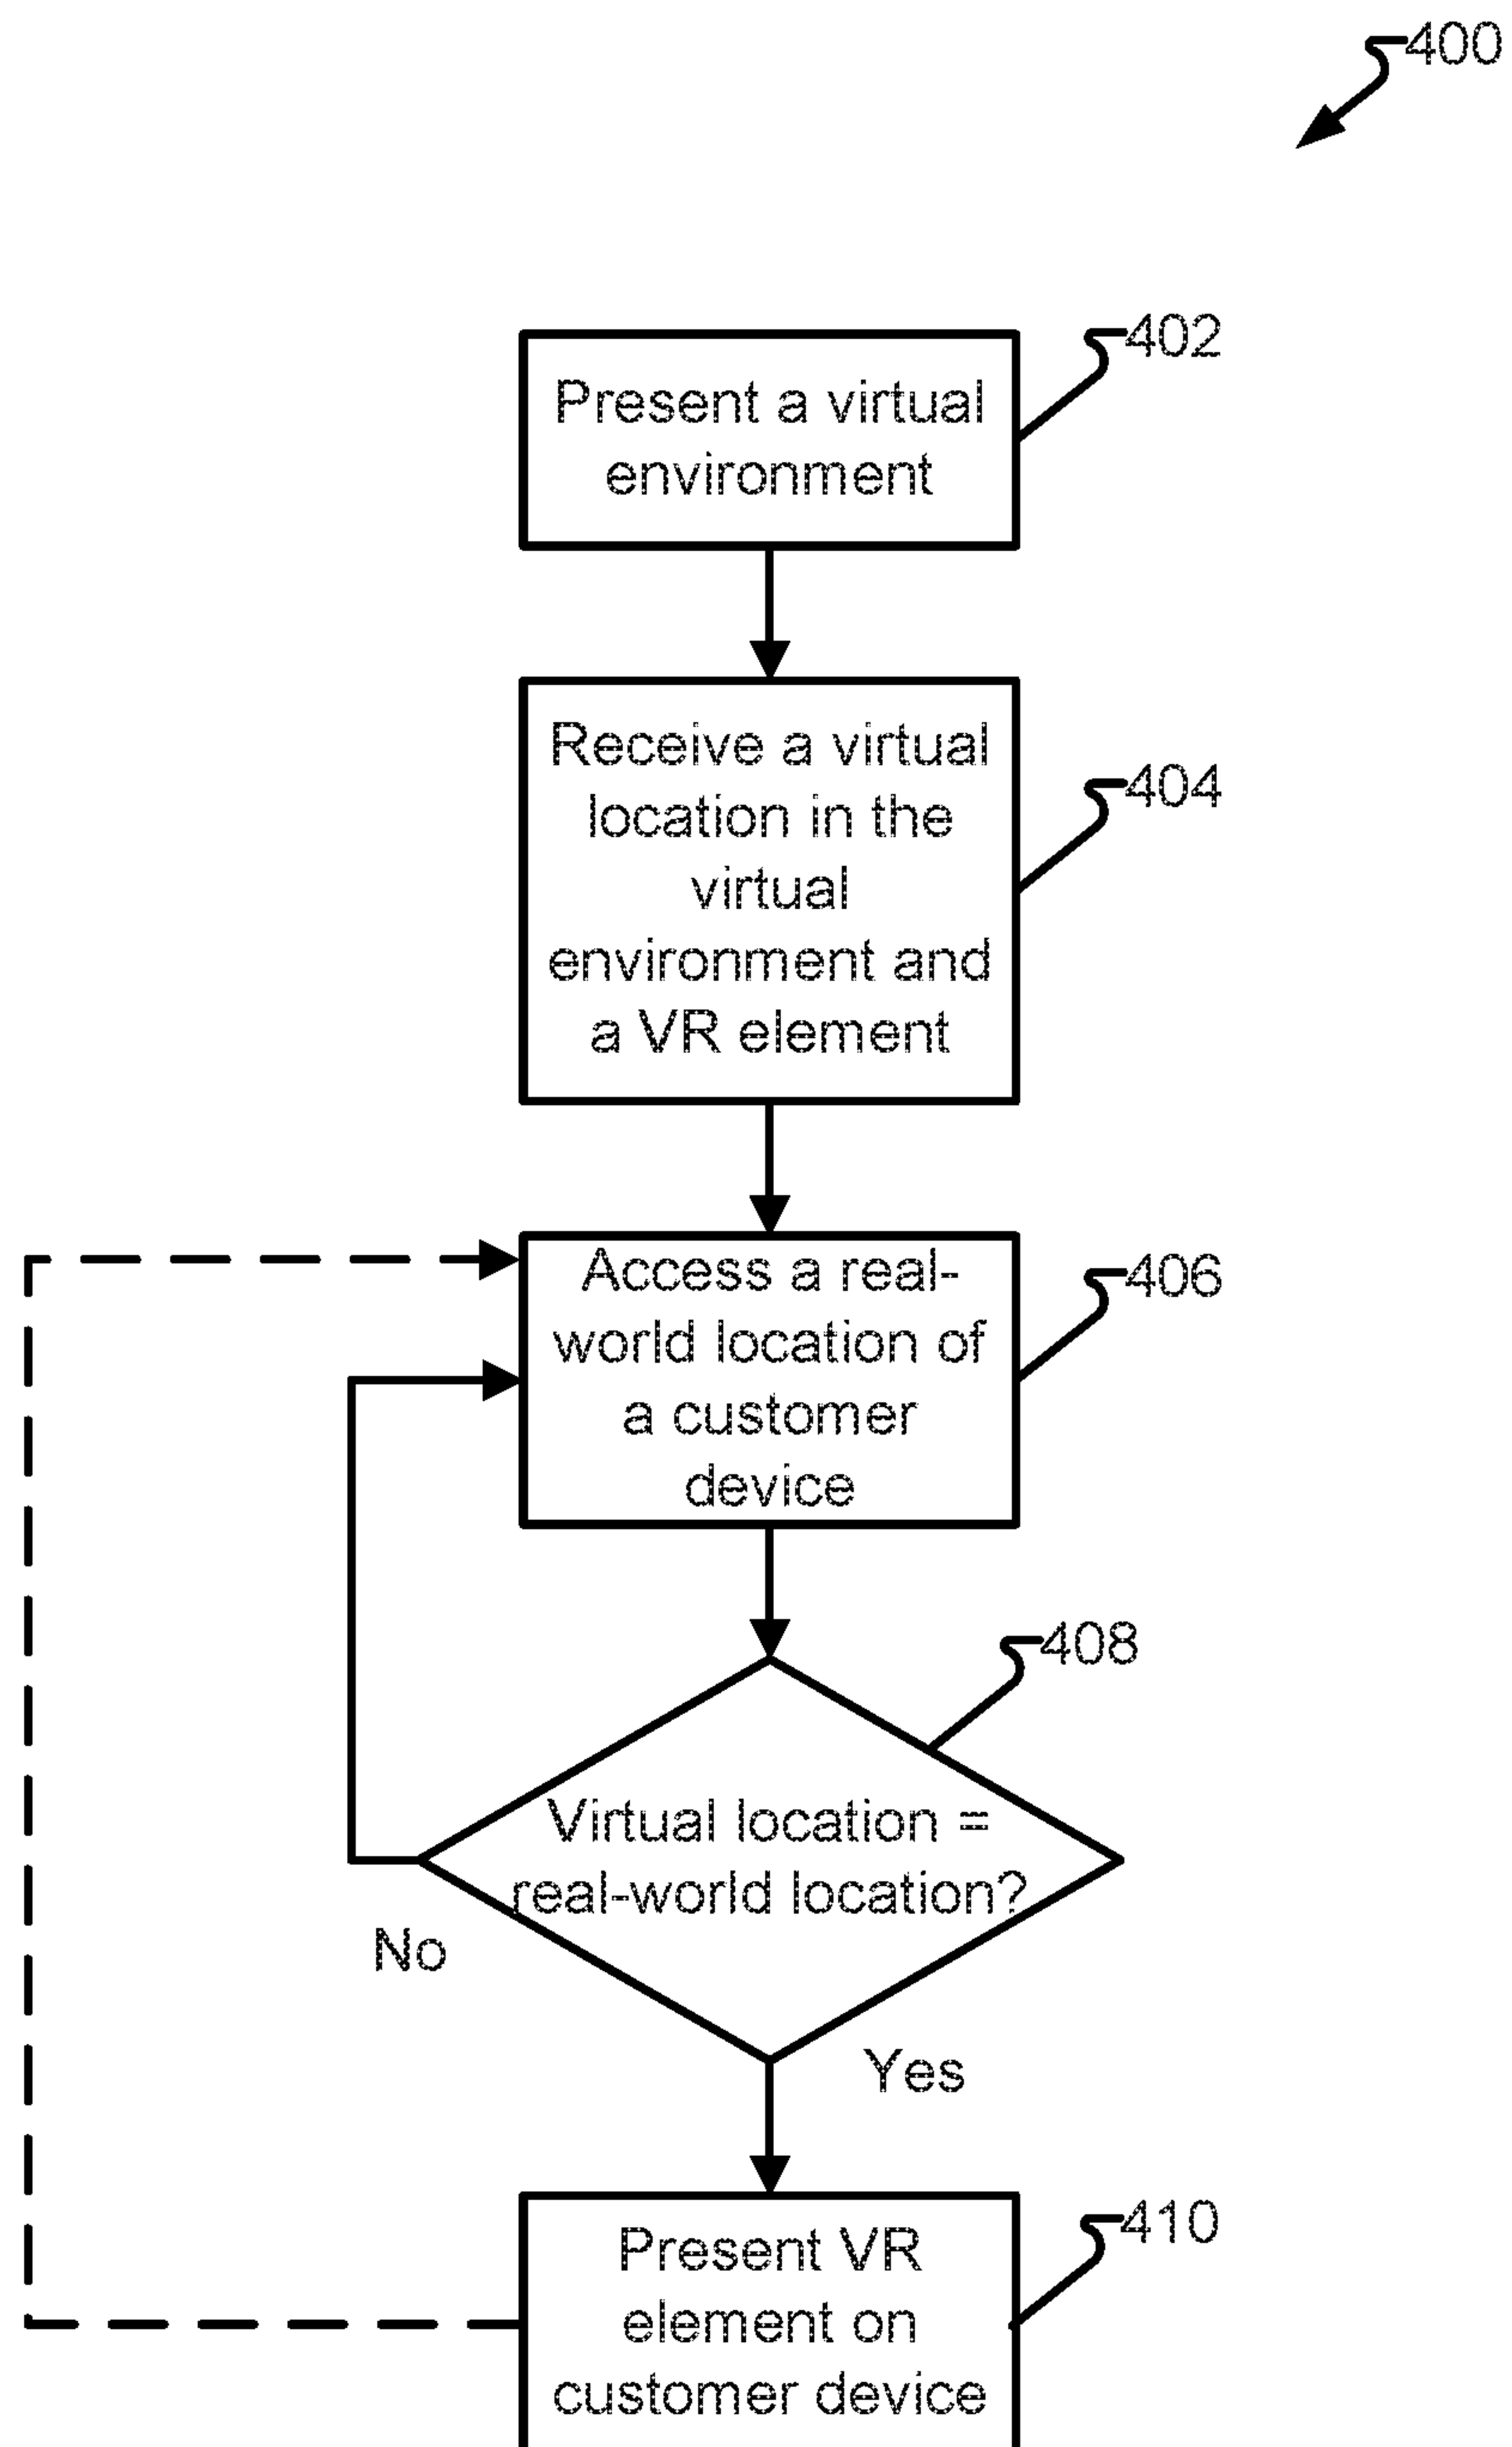 400
402
Present a virtual
environment
404
Receive a virtual
location in the
virtual
environment and
a VR element
406
Access a real-
world location of
a customer
device
408
Virtual location =
real-world location?
No
Yes
410
Present VR
element on
customer device